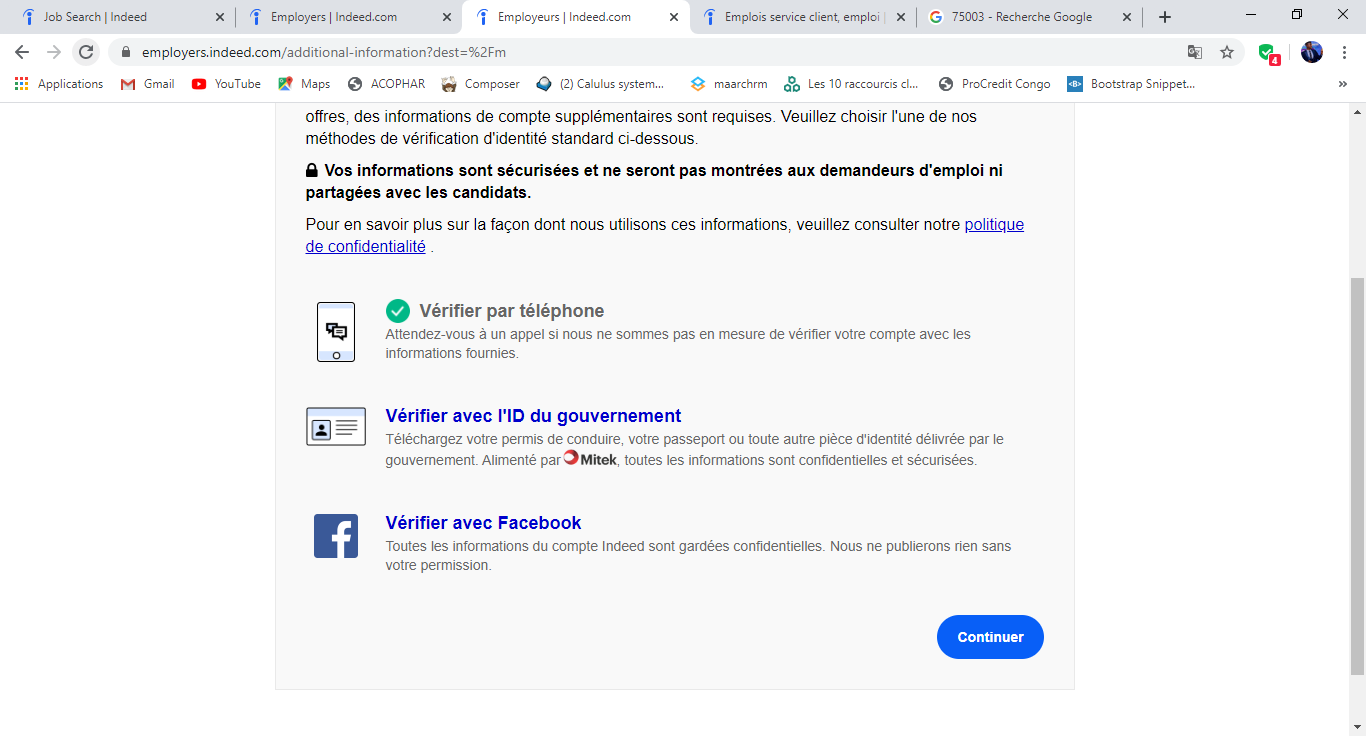 Job Search | Indeed
Employers | Indeed.com
Employeurs | Indeed.com
Emplois service client, emploi |
75003 - Recherche Google
employers.indeed.com/additional-information?dest=%2Fm
4
Applications
Gmail
YouTube
Maps
ACOPHAR
Composer
(2) Calulus system...
maarchrm
Les 10 raccourcis cl...
ProCredit Congo
<B>
Bootstrap Snippet...
»
offres, des informations de compte supplémentaires sont requises. Veuillez choisir l'une de nos
méthodes de vérification d'identité standard ci-dessous.
Vos informations sont sécurisées et ne seront pas montrées aux demandeurs d'emploi ni
partagées avec les candidats.
Pour en savoir plus sur la façon dont nous utilisons ces informations, veuillez consulter notre politique
de confidentialité .
Vérifier par téléphone
Attendez-vous à un appel si nous ne sommes pas en mesure de vérifier votre compte avec les
informations fournies.
Vérifier avec l'ID du gouvernement
Téléchargez votre permis de conduire, votre passeport ou toute autre pièce d'identité délivrée par le
gouvernement. Alimenté par Mitek, toutes les informations sont confidentielles et sécurisées.
Vérifier avec Facebook
Toutes les informations du compte Indeed sont gardées confidentielles. Nous ne publierons rien sans
votre permission.
Continuer